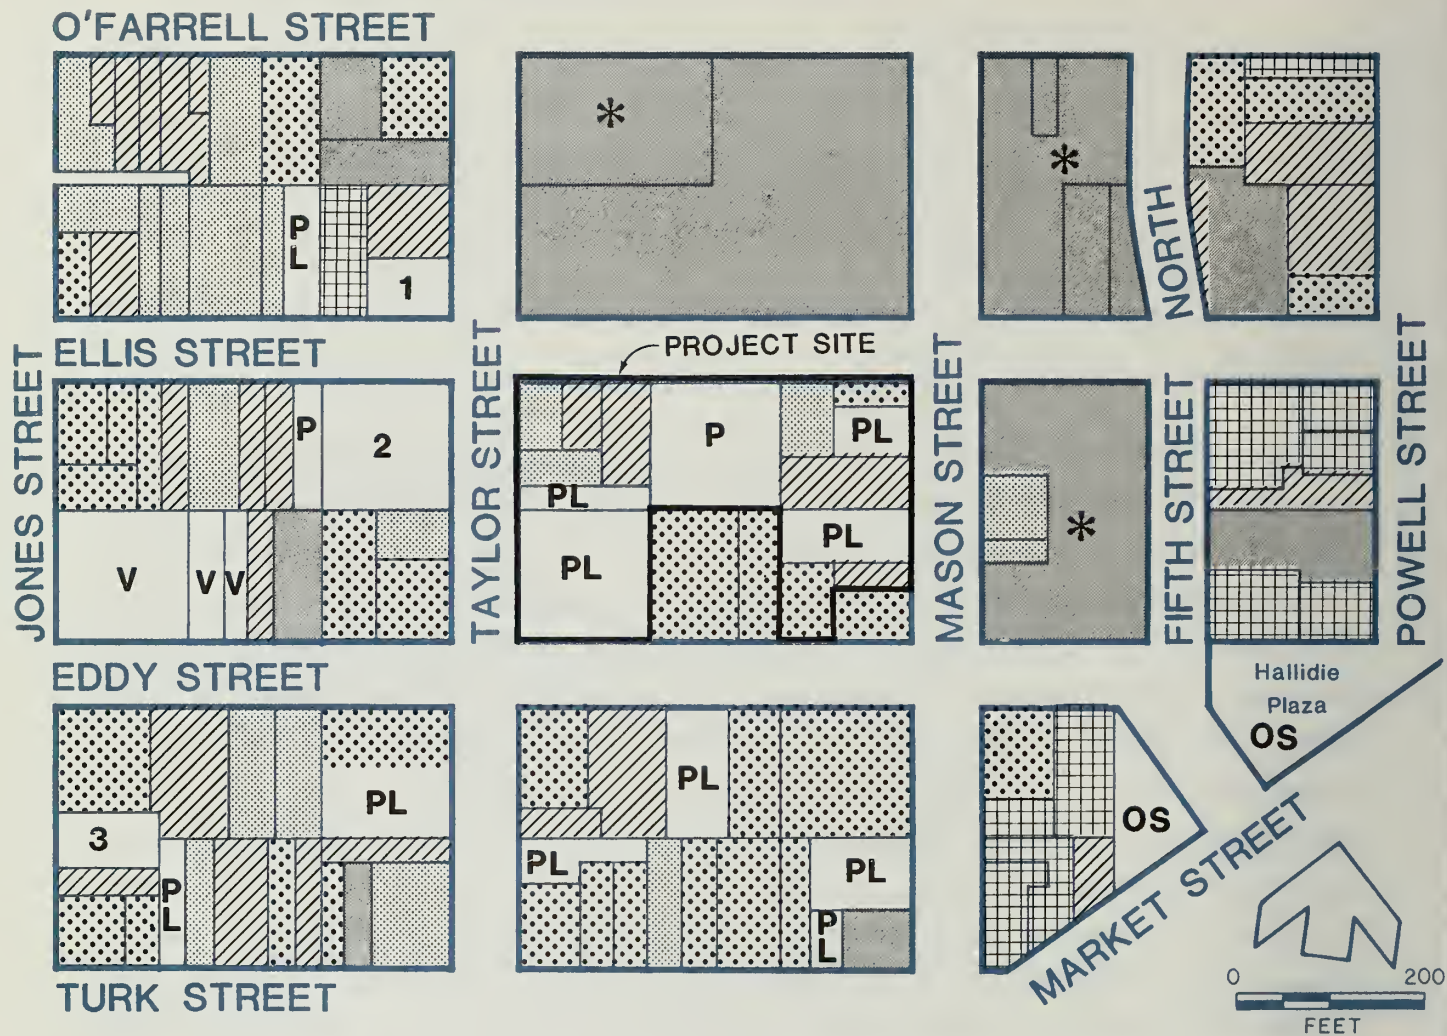 O'FARRELL STREET
*
*
P
L
1
NORTH
JONES STREET
ELLIS STREET
TAYLOR STREET
PROJECT SITE
MASON STREET
FIFTH STREET
POWELL STREET
P
2
P
PL
PL
PL
PL
*
V
V
V
EDDY STREET
Hallidie
Plaza
OS
PL
PL
3
OS
PL
PL
P
L
P
L
MARKET STREET
TURK STREET
0
200
FEET